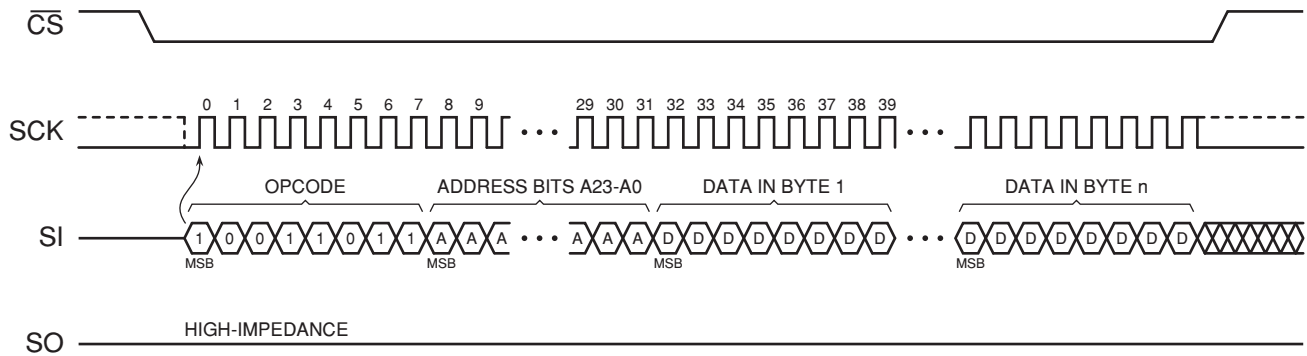 CS
0 1 2 3 4 5 6 7 8 9 29 30 31 32 33 34 35 36 37 38 39
SCK
OPCODE ADDRESS BITS A23-A0 DATA IN BYTE 1 DATA IN BYTE n
SI 1 0 0 1 1 0 1 1 A A A A A A D D D D D D D D D D D D D D D D
MSB MSB MSB MSB
HIGH-IMPEDANCE
SO